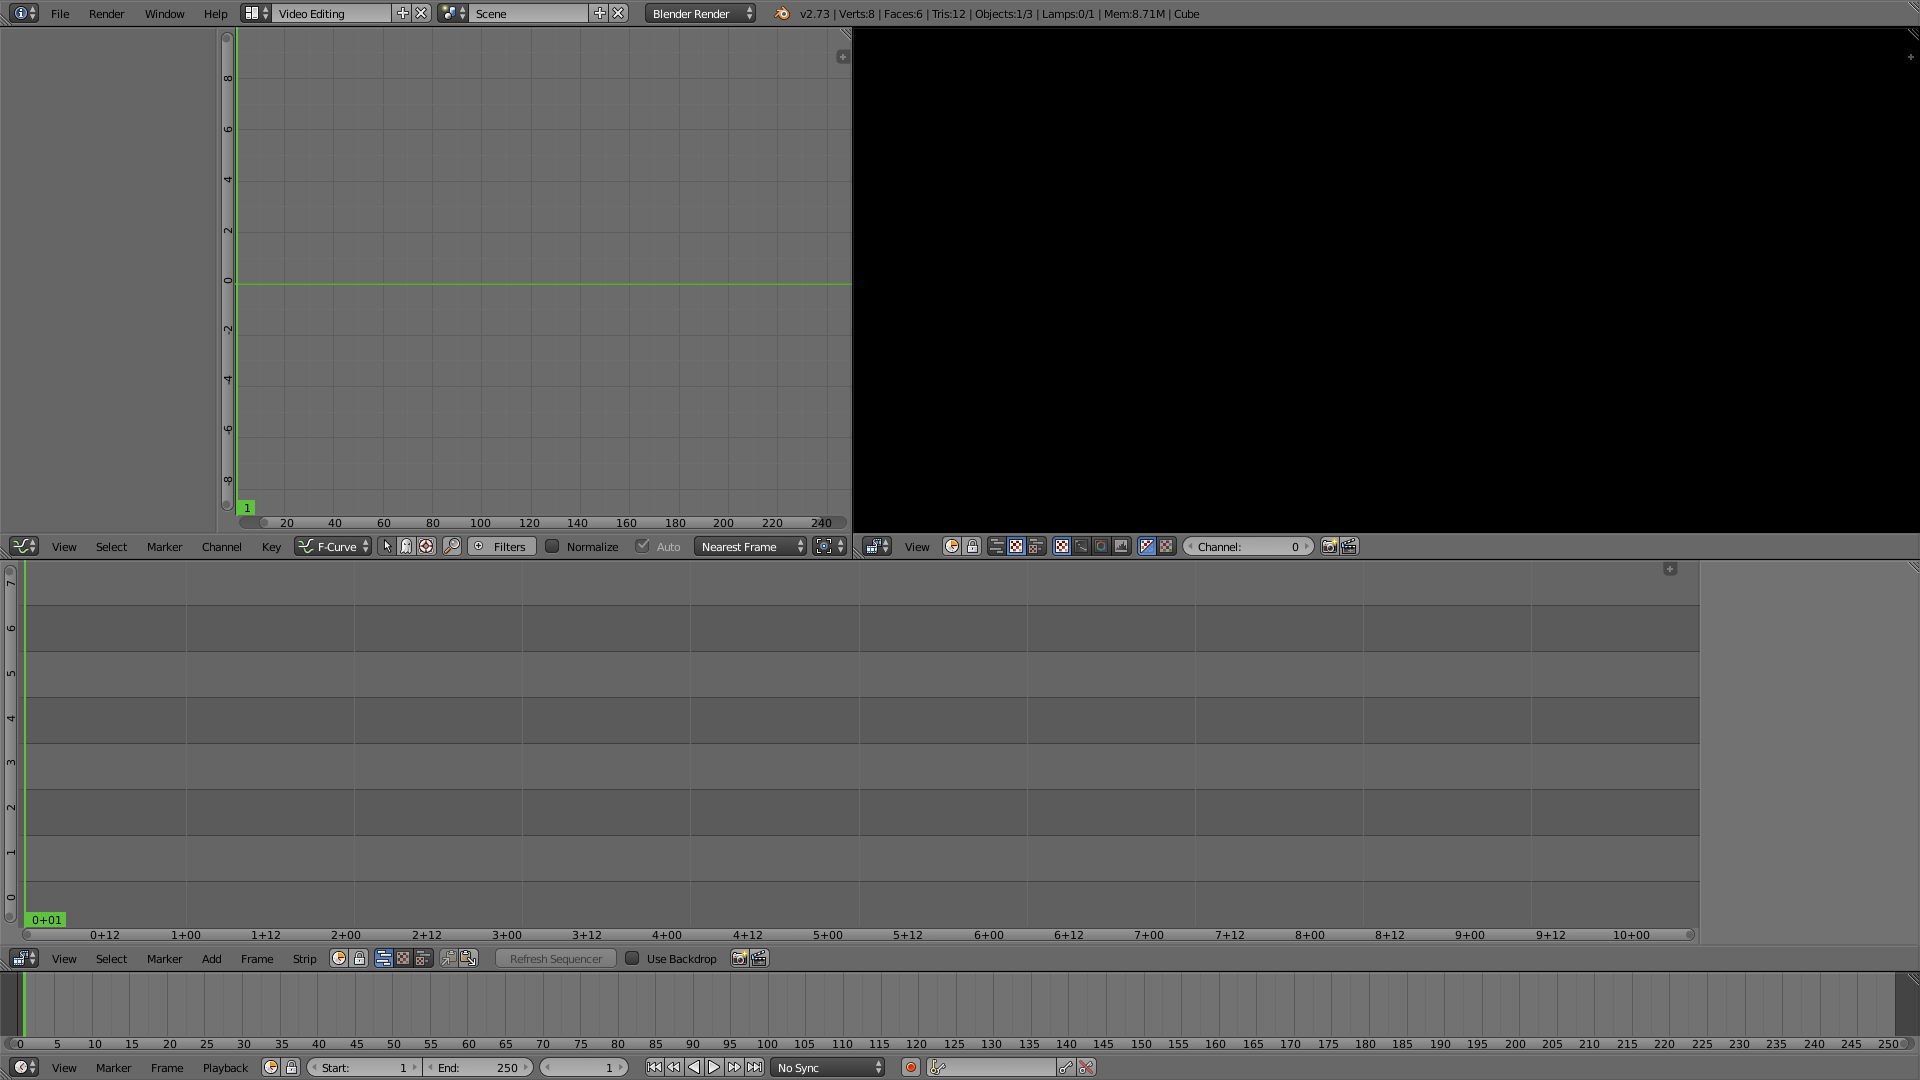 File Render Window Help Video Editing Scene Blender Render v2.73 | Verts:8 | Faces:6 | Tris:12 | Objects:1/3 | Lamps:0/1 | Mem:8.71M | Cube
8
6
4
2
0
-2
-4
-6
-8
1
20 40 60 80 100 120 140 160 180 200 220 240
View Select Marker Channel Key F-Curve Filters Normalize Auto Nearest Frame
View Channel: 0
7
6
5
4
3
2
1
0
0+01
0+12 1+00 1+12 2+00 2+12 3+00 3+12 4+00 4+12 5+00 5+12 6+00 6+12 7+00 7+12 8+00 8+12 9+00 9+12 10+00
View Select Marker Add Frame Strip Refresh Sequencer Use Backdrop
0 5 10 15 20 25 30 35 40 45 50 55 60 65 70 75 80 85 90 95 100 105 110 115 120 125 130 135 140 145 150 155 160 165 170 175 180 185 190 195 200 205 210 215 220 225 230 235 240 245 250
View Marker Frame Playback Start: 1 End: 250 1 No Sync